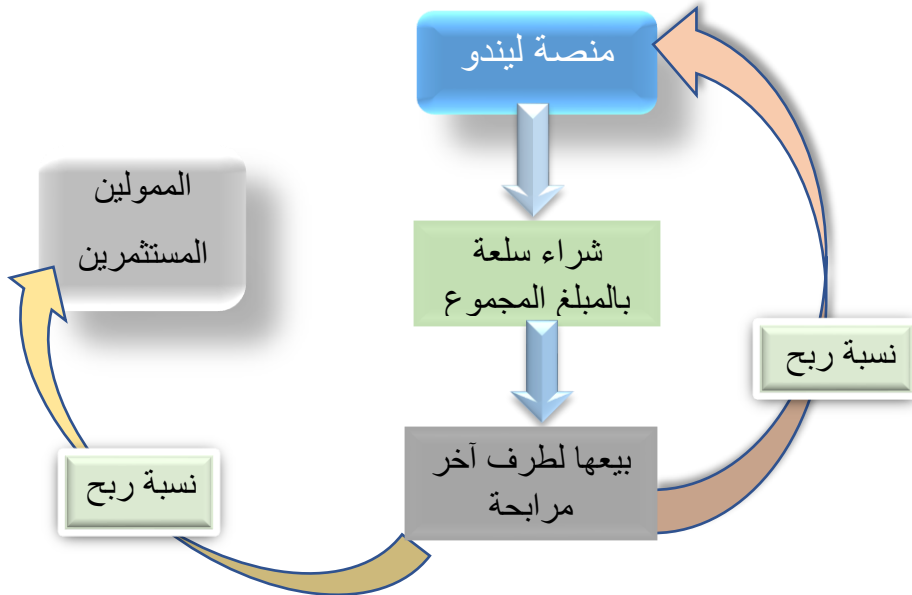 منصة ليندو
الممولين
المستثمرين
شراء سلعة
بالمبلغ المجموع
نسبة ربح
بيعها لطرف آخر
مرابحة
نسبة ربح